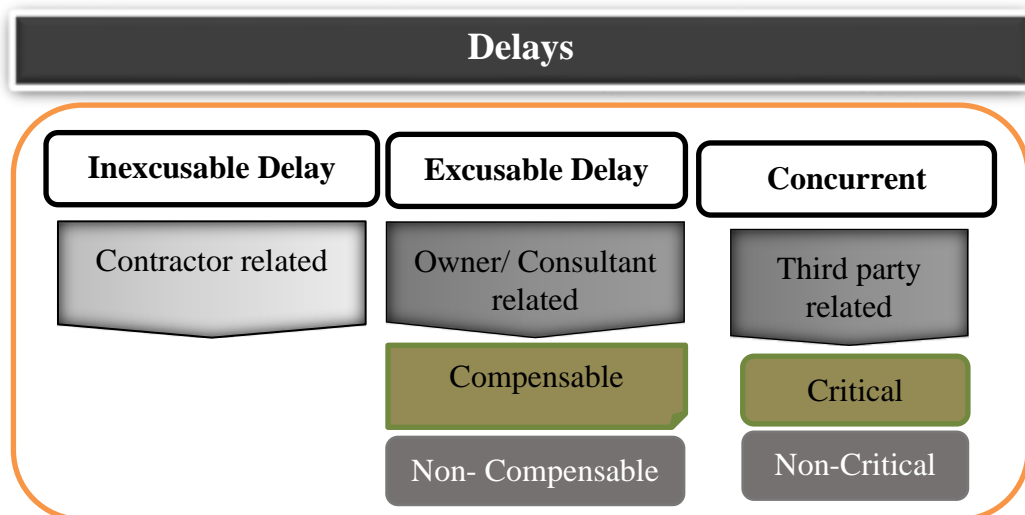 Delays
Inexcusable Delay
Excusable Delay
Concurrent
Contractor related
Owner/ Consultant
related
Third party
related
Compensable
Critical
Non- Compensable
Non-Critical